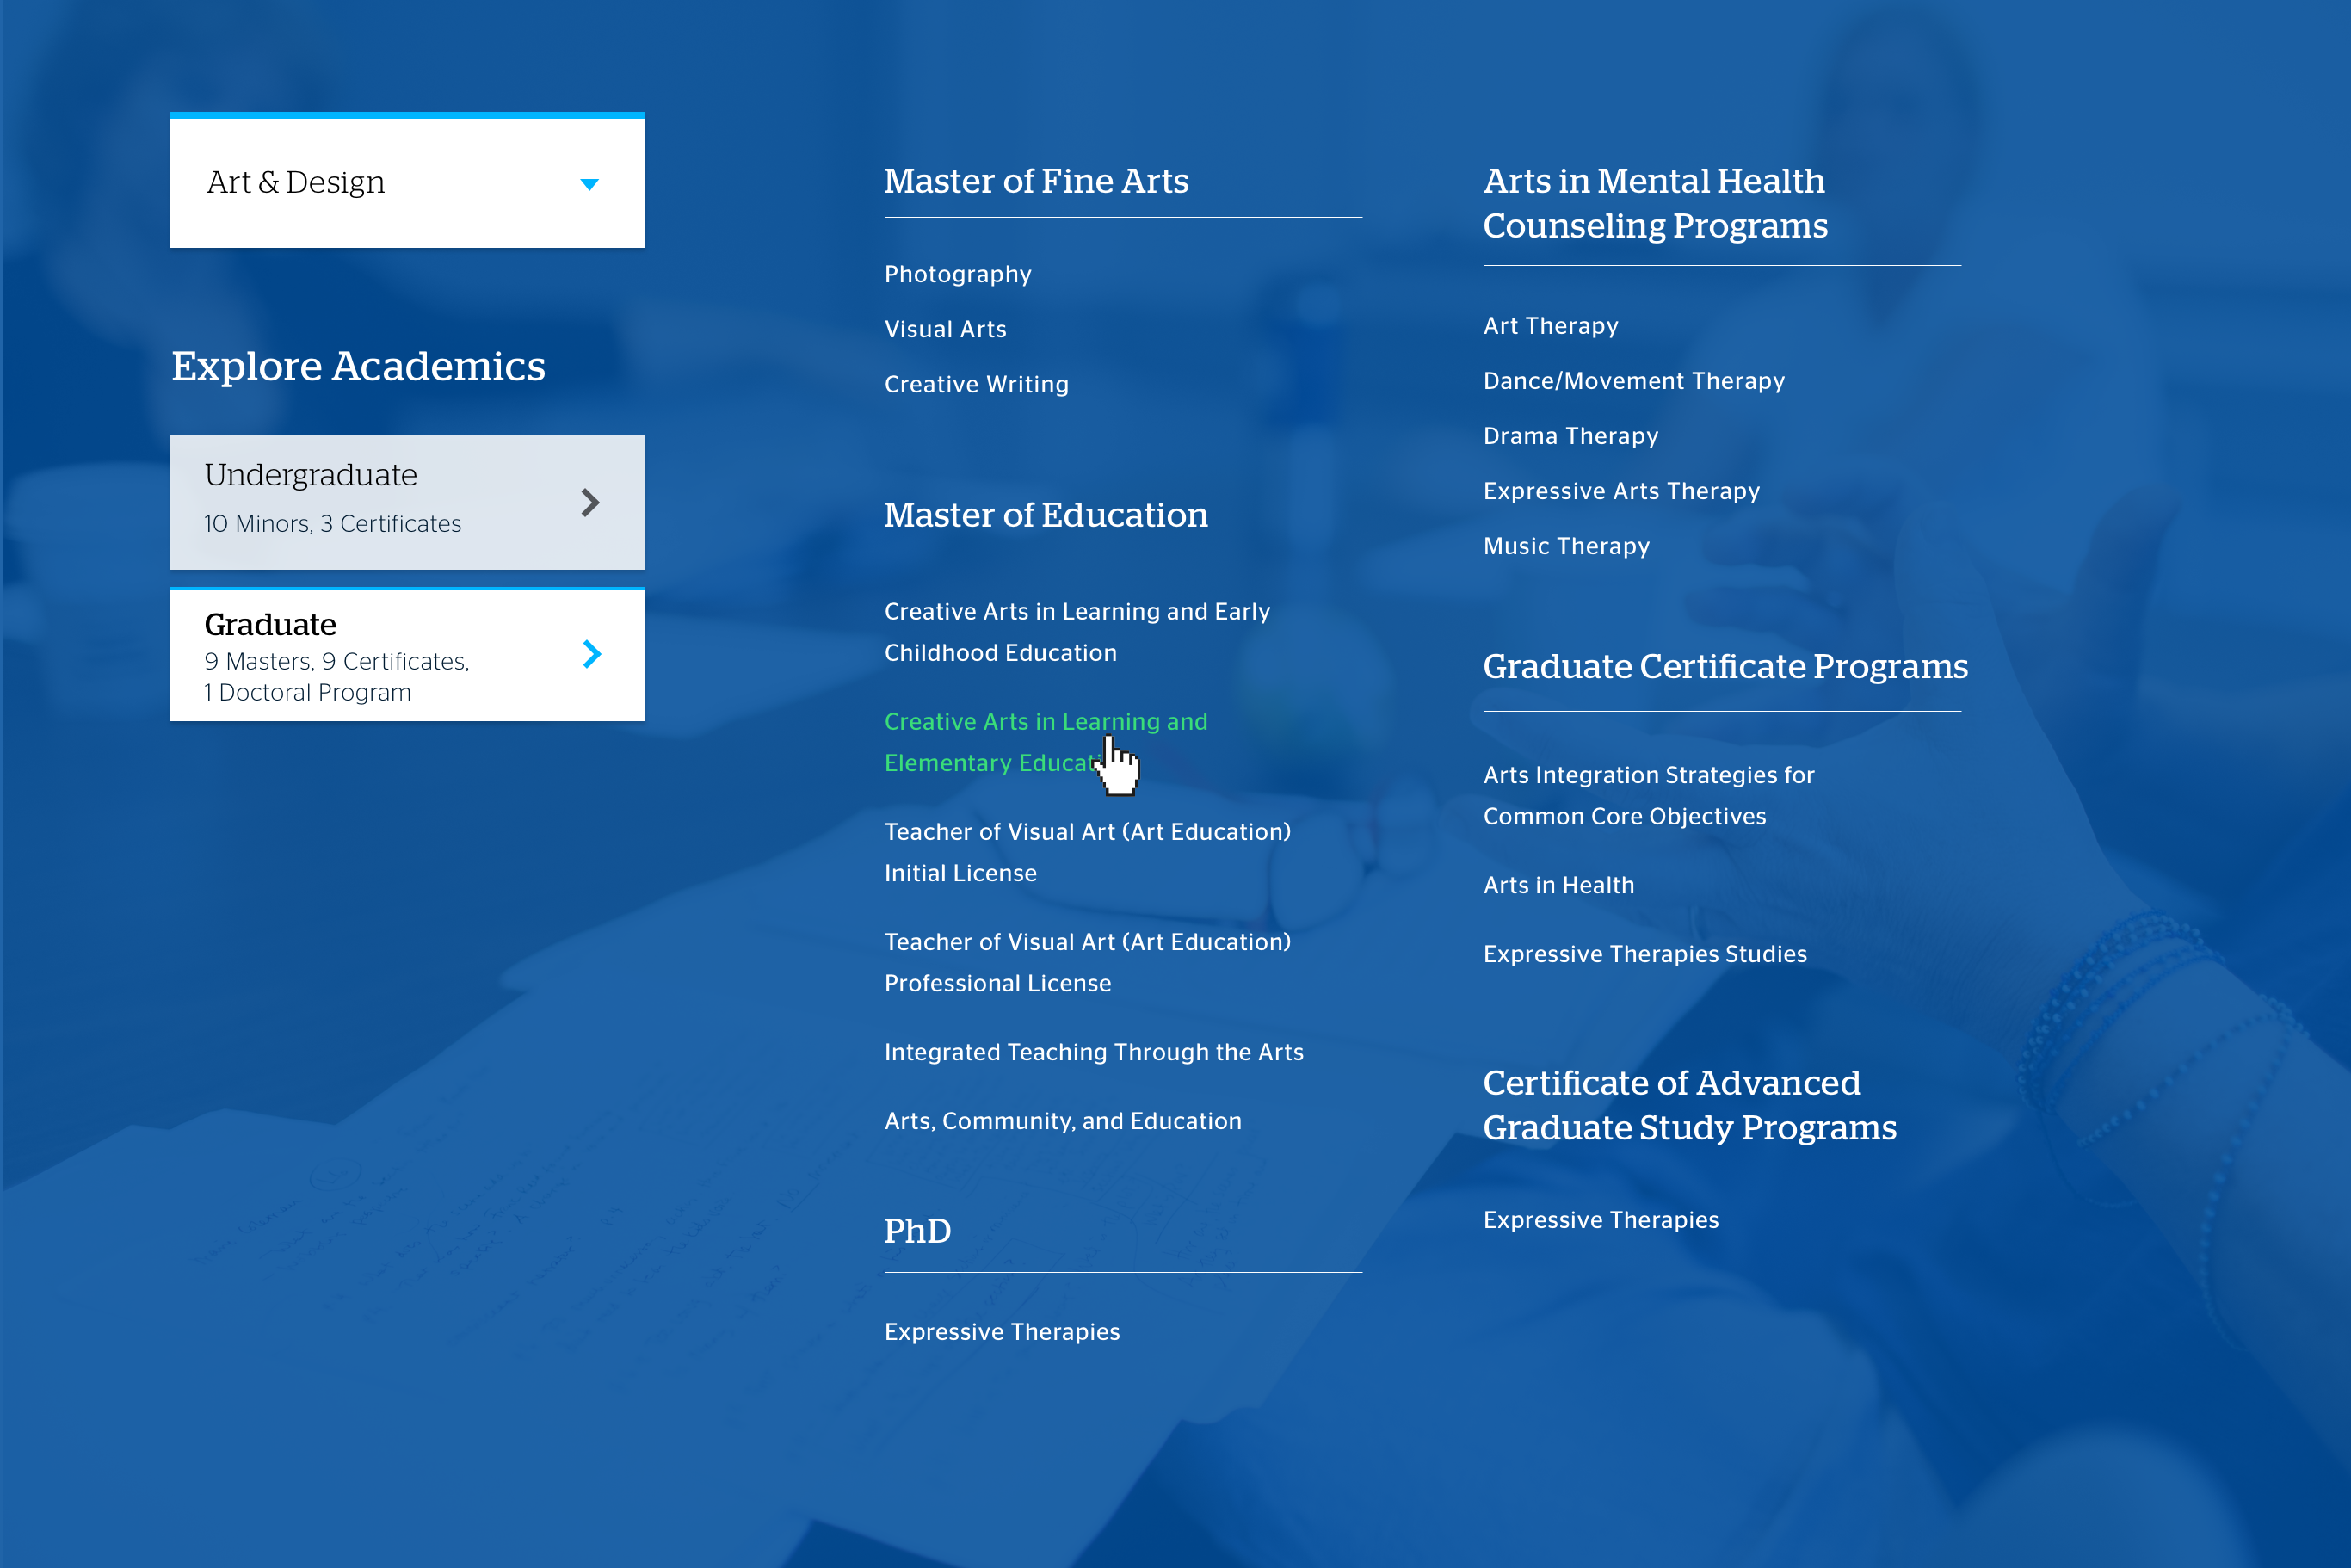 Art & Design
Explore Academics
Undergraduate
10 Minors, 3 Certificates
Graduate
9 Masters, 9 Certificates,
1 Doctoral Program
Master of Fine Arts
Photography
Visual Arts
Creative Writing
Master of Education
Creative Arts in Learning and Early
Childhood Education
Creative Arts in Learning and
Elementary Educati
Teacher of Visual Art (Art Education)
Initial License
Teacher of Visual Art (Art Education)
Professional License
Integrated Teaching Through the Arts
Arts, Community, and Education
PhD
Expressive Therapies
Arts in Mental Health
Counseling Programs
Art Therapy
Dance/Movement Therapy
Drama Therapy
Expressive Arts Therapy
Music Therapy
Graduate Certificate Programs
Arts Integration Strategies for
Common Core Objectives
Arts in Health
Expressive Therapies Studies
Certificate of Advanced
Graduate Study Programs
Expressive Therapies